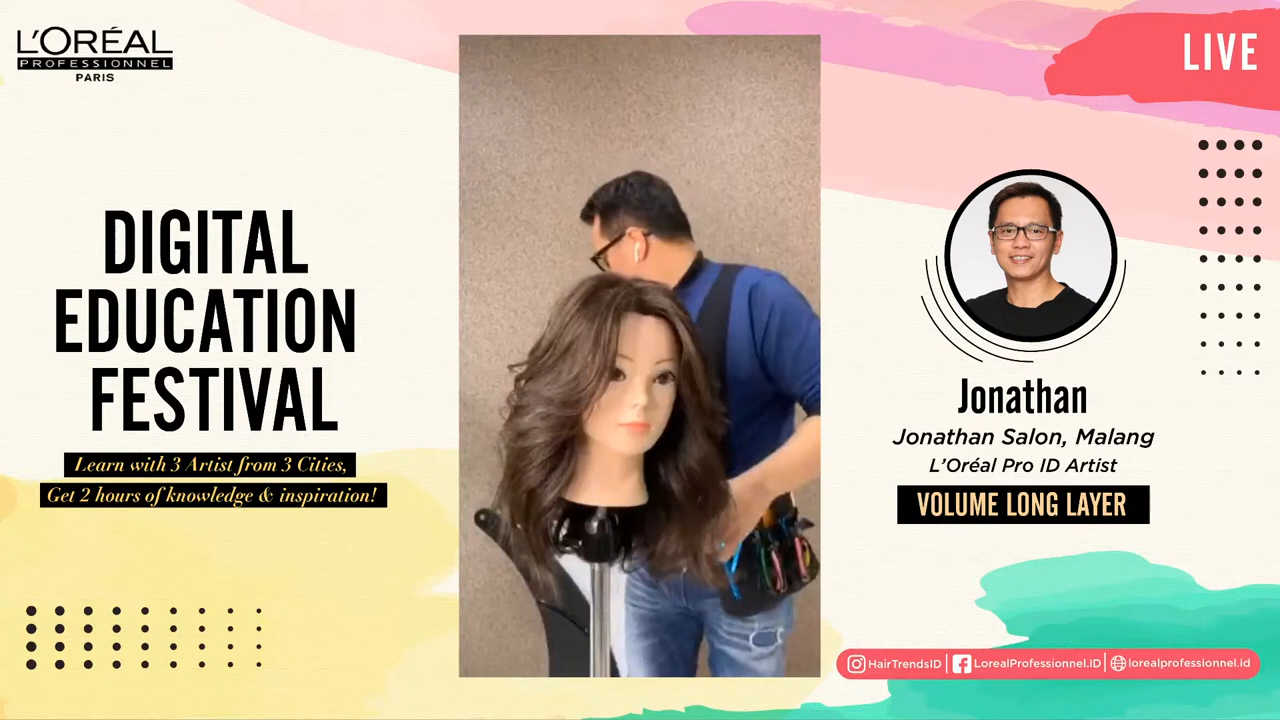 L'ORÉAL
PROFESSIONNEL
PARIS
LIVE
DIGITAL
EDUCATION
FESTIVAL
Learn with 3 Artist from 3 Cities,
Get 2 hours of knowledge & inspiration!
Jonathan
Jonathan Salon, Malang
L'Oréal Pro ID Artist
VOLUME LONG LAYER
HairTrendsID | LorealProfessionnel.ID | lorealprofessionnel.id